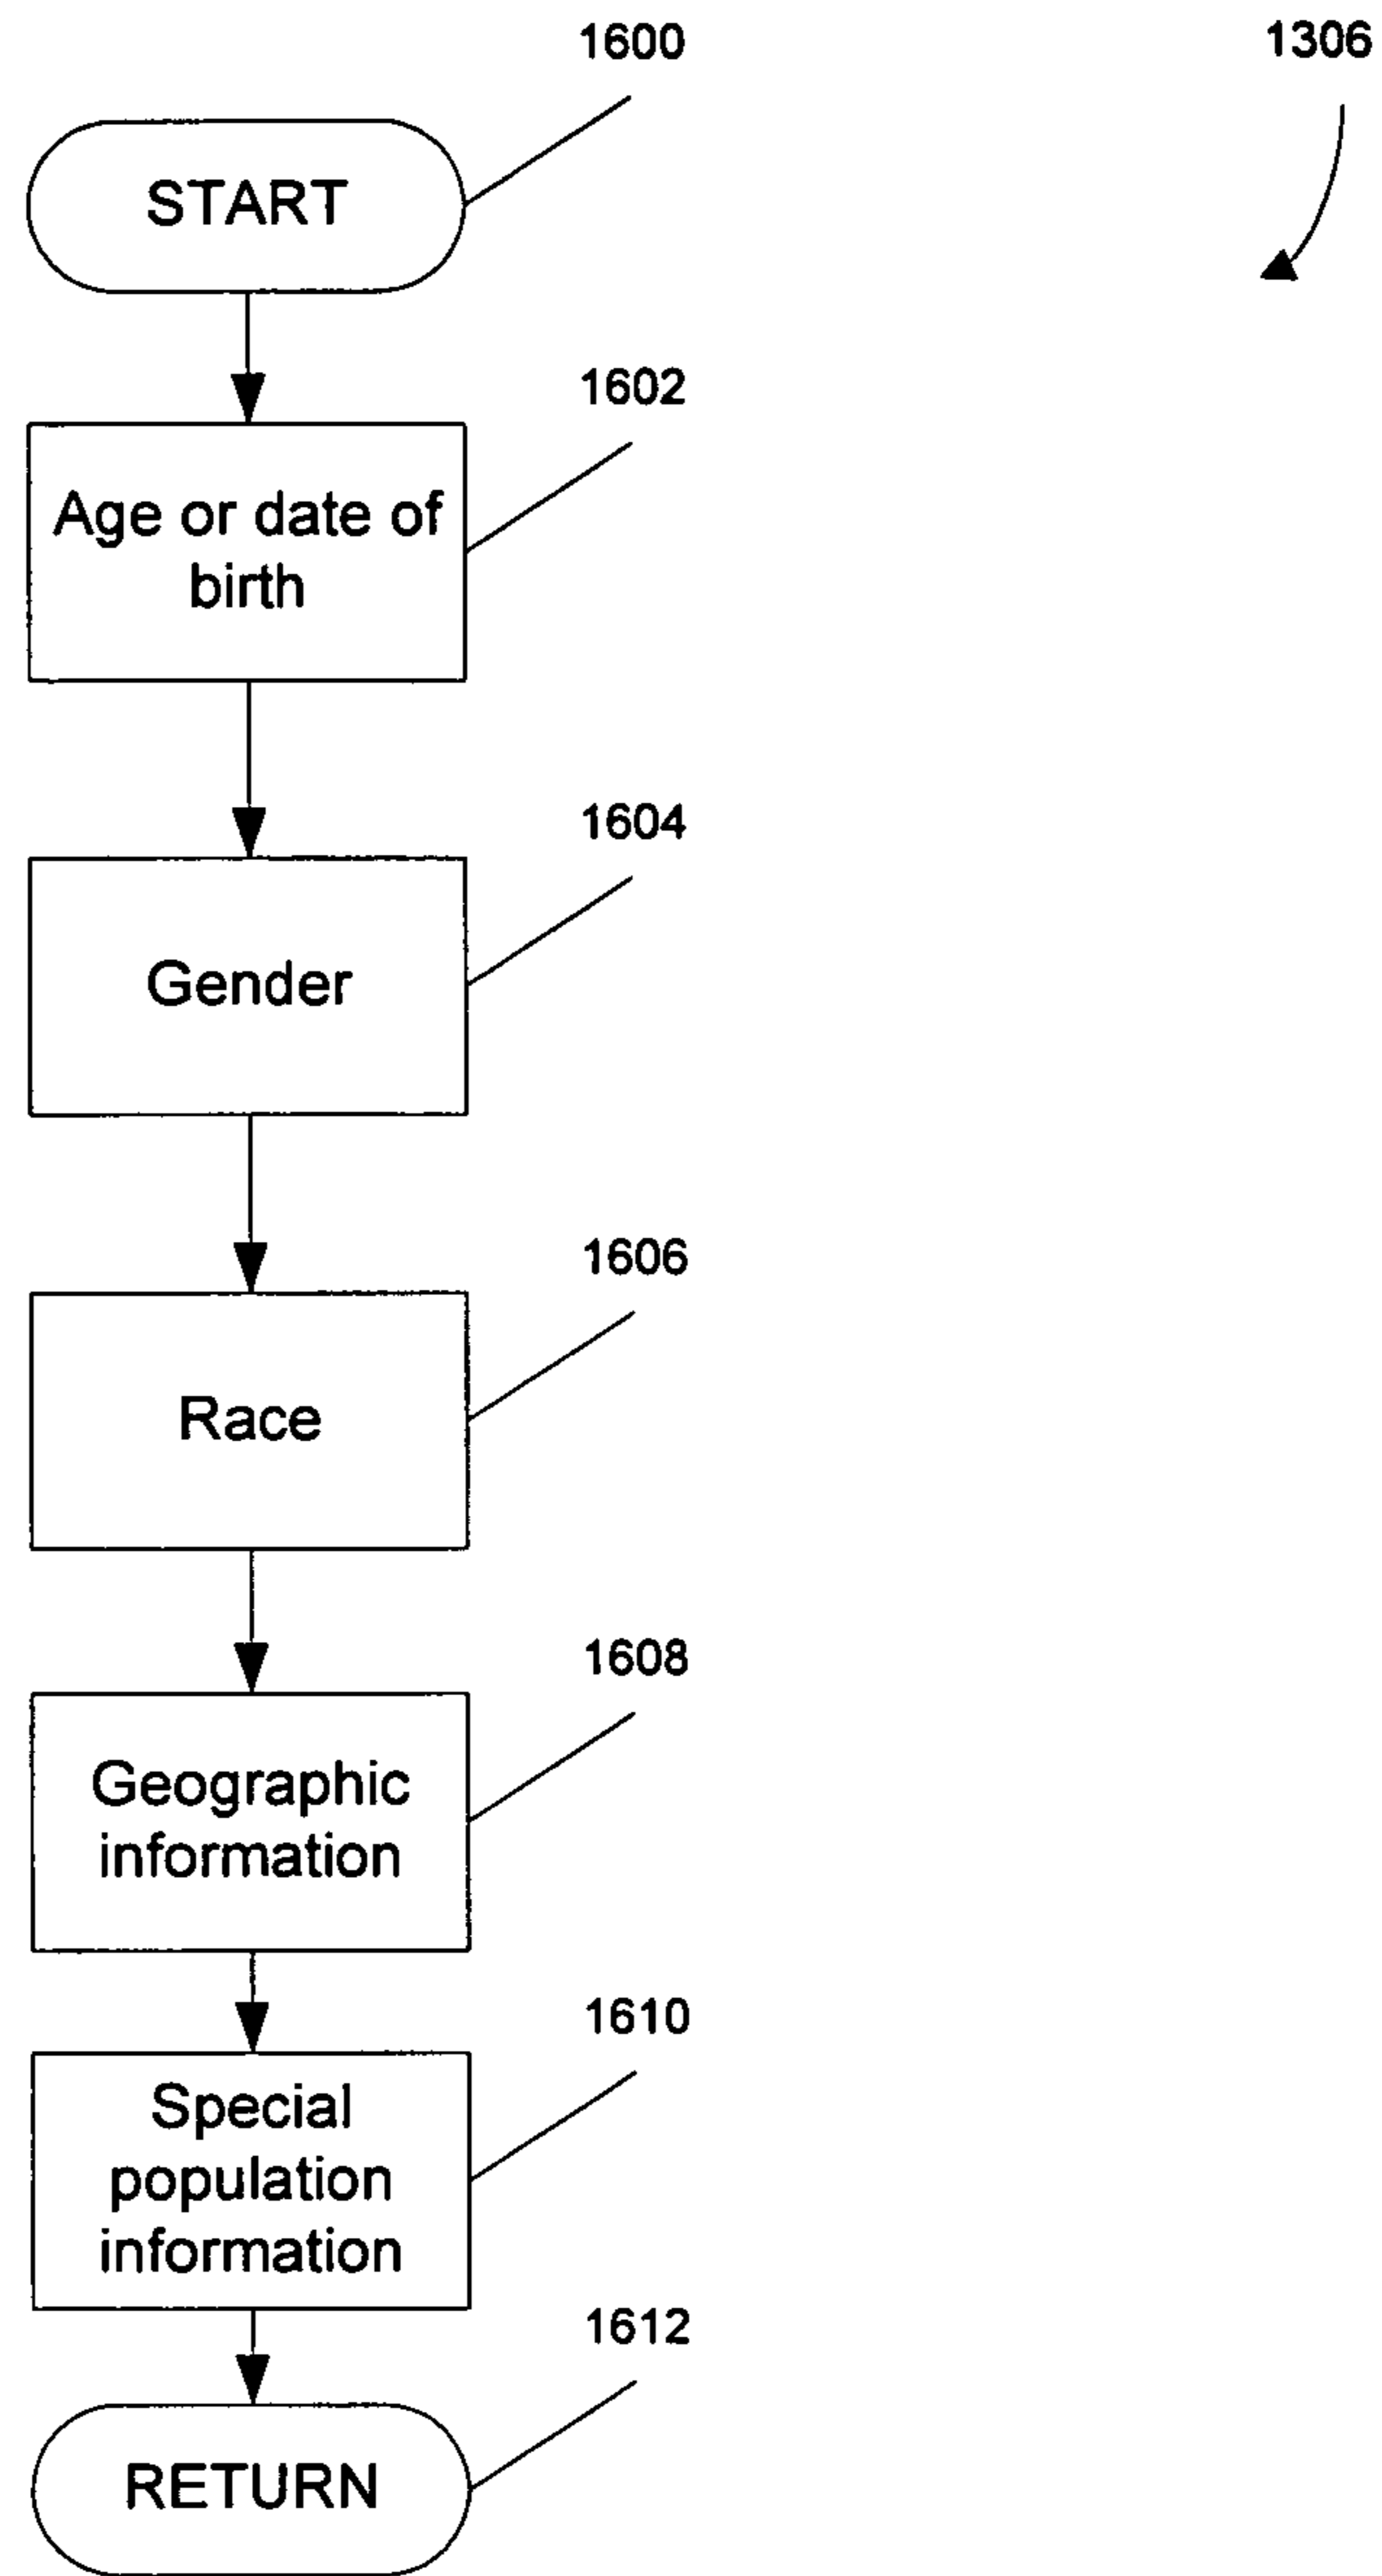 1600
1306
START
1602
Age or date of
birth
1604
Gender
1606
Race
1608
Geographic
information
1610
Special
population
information
1612
RETURN